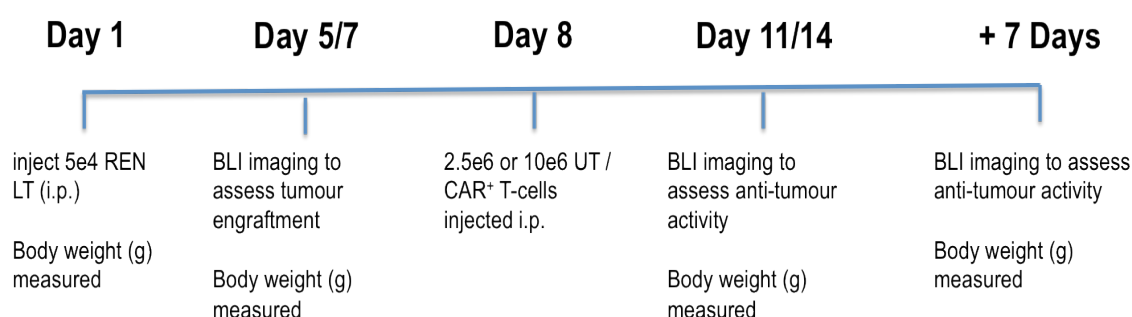 Day 1
Day 5/7
Day 8
Day 11/14
+ 7 Days
inject 5e4 REN
LT (i.p.)
Body weight (g)
measured
BLI imaging to
assess tumour
engraftment
Body weight (g)
measured
2.5e6 or 10e6 UT /
CAR⁺ T-cells
injected i.p.
BLI imaging to
assess anti-tumour
activity
Body weight (g)
measured
BLI imaging to assess
anti-tumour activity
Body weight (g)
measured